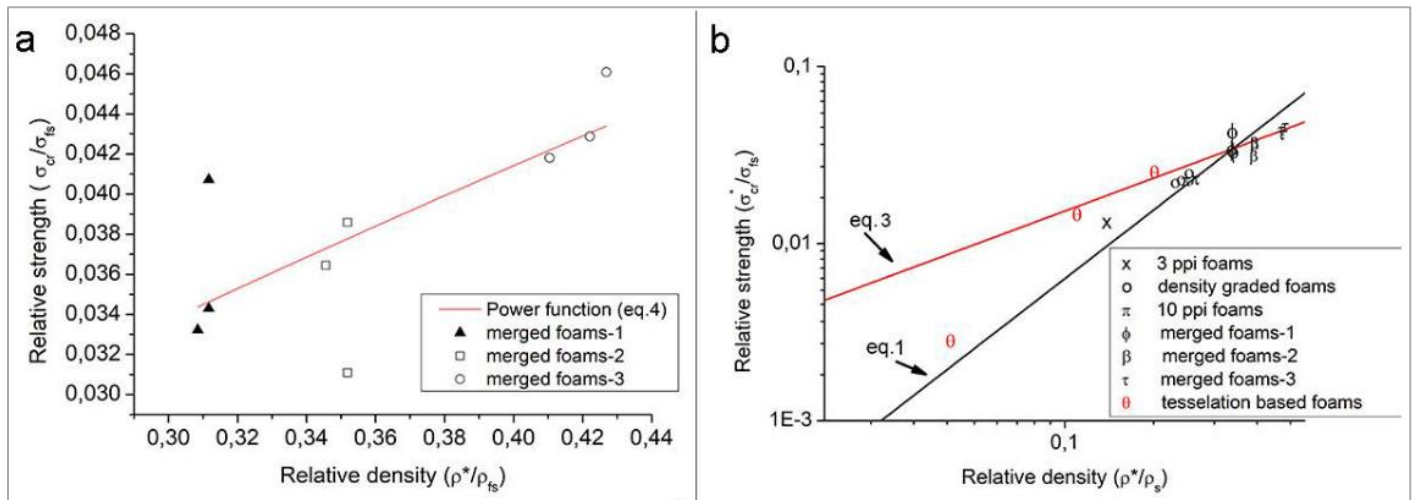 a
0,048
0,046
0,044
0,042
0,040
0,038
0,036
0,034
0,032
0,030
Relative strength ( σcr/σfs)
0,30 0,32 0,34 0,36 0,38 0,40 0,42 0,44
Relative density (ρ*/ρfs)
Power function (eq.4)
merged foams-1
merged foams-2
merged foams-3
b
0,1
0,01
1E-3
Relative strength (σ*cr/σfs)
0,1
Relative density (ρ*/ρs)
eq.3
eq.1
x 3 ppi foams
o density graded foams
π 10 ppi foams
ϕ merged foams-1
β merged foams-2
τ merged foams-3
θ tesselation based foams